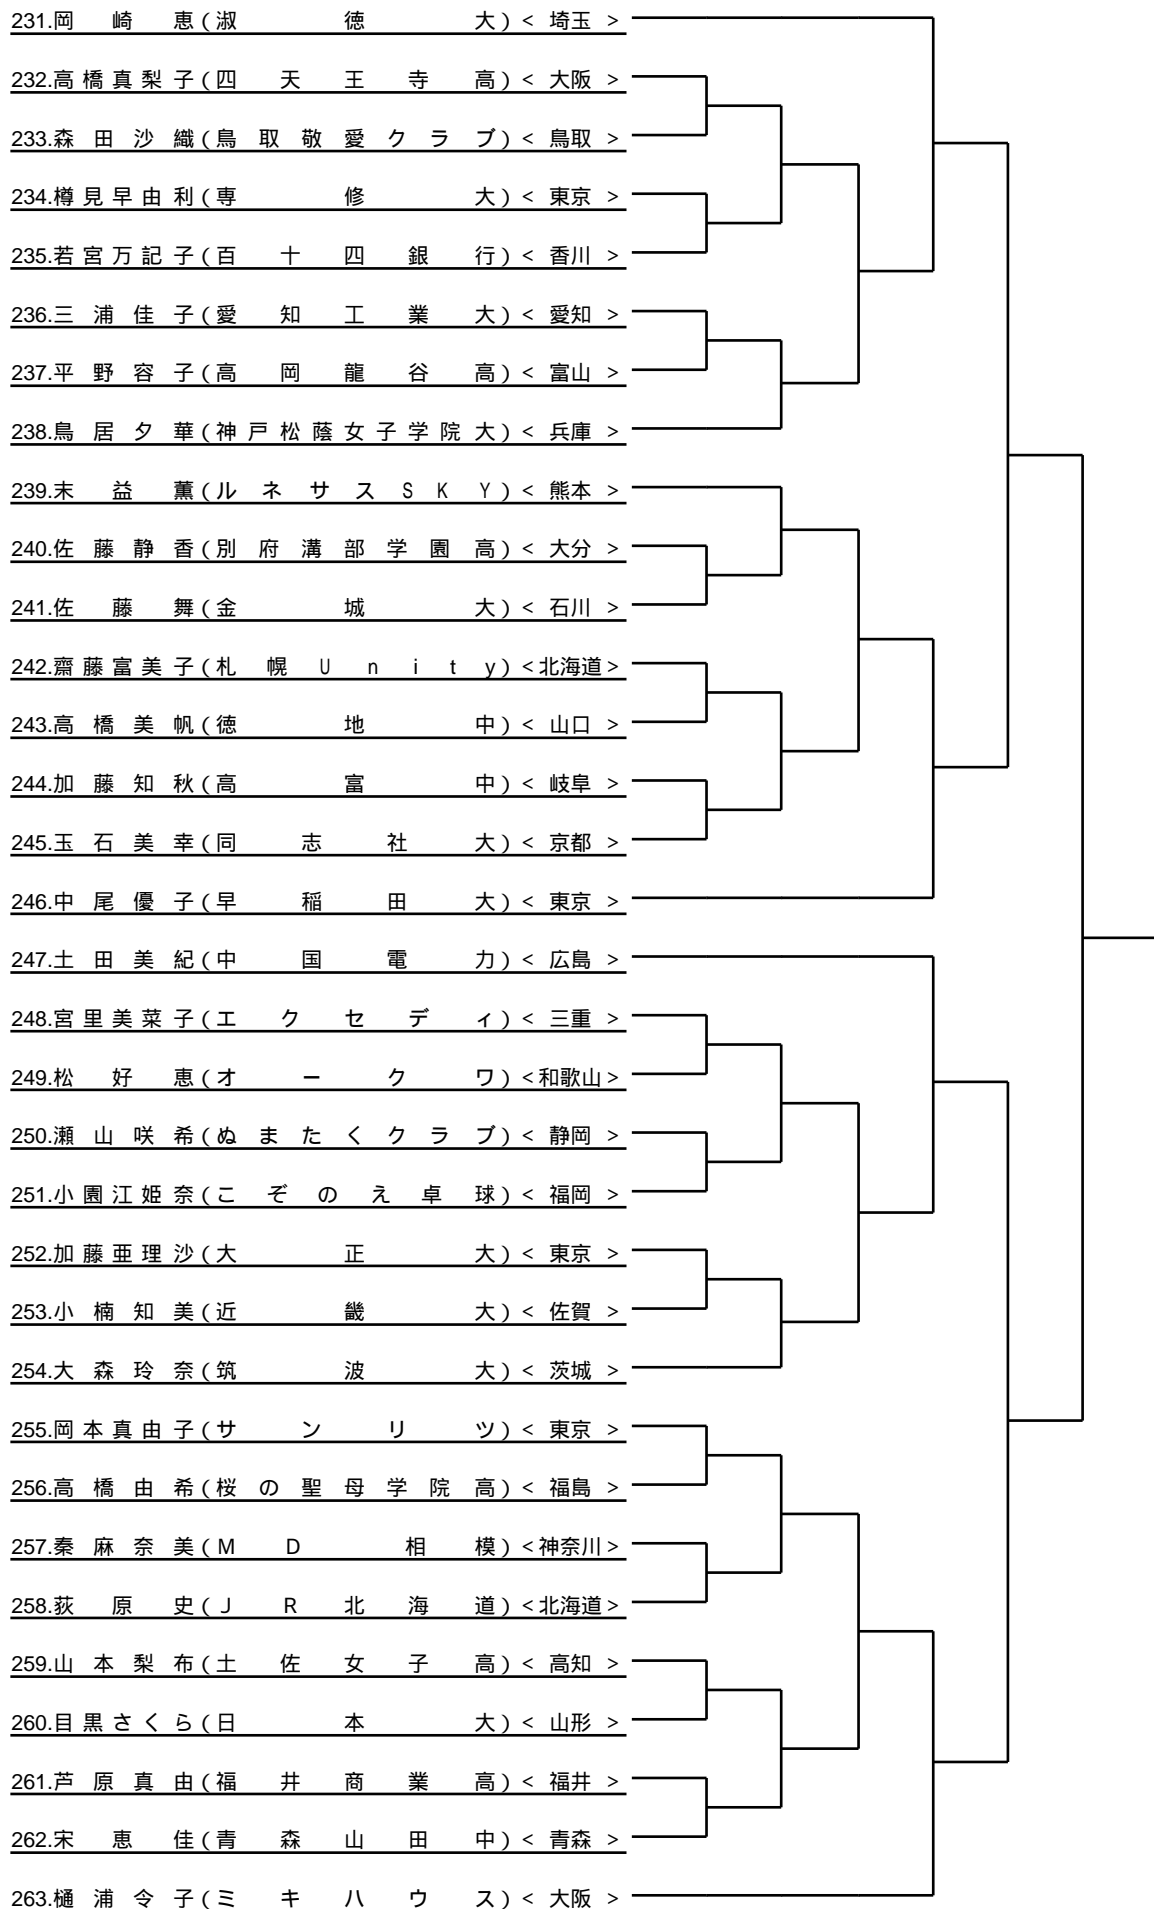 231.岡崎恵(淑徳大)<埼玉>
232.高橋真梨子(四天王寺高)<大阪>
233.森田沙織(鳥取敬愛クラブ)<鳥取>
234.樽見早由利(専修大)<東京>
235.若宮万記子(百十四銀行)<香川>
236.三浦佳子(愛知工業大)<愛知>
237.平野容子(高岡龍谷高)<富山>
238.鳥居夕華(神戸松蔭女子学院大)<兵庫>
239.末益薫(ルネサスSKY)<熊本>
240.佐藤静香(別府溝部学園高)<大分>
241.佐藤舞(金城大)<石川>
242.齋藤富美子(札幌Unity)<北海道>
243.高橋美帆(徳地中)<山口>
244.加藤知秋(高富中)<岐阜>
245.玉石美幸(同志社大)<京都>
246.中尾優子(早稲田大)<東京>
247.土田美紀(中国電力)<広島>
248.宮里美菜子(エクセディ)<三重>
249.松好恵(オークワ)<和歌山>
250.瀬山咲希(ぬまたくクラブ)<静岡>
251.小園江姫奈(こぞのえ卓球)<福岡>
252.加藤亜理沙(大正大)<東京>
253.小楠知美(近畿大)<佐賀>
254.大森玲奈(筑波大)<茨城>
255.岡本真由子(サンリツ)<東京>
256.高橋由希(桜の聖母学院高)<福島>
257.秦麻奈美(MD相模)<神奈川>
258.荻原史(JR北海道)<北海道>
259.山本梨布(土佐女子高)<高知>
260.目黒さくら(日本大)<山形>
261.芦原真由(福井商業高)<福井>
262.宋恵佳(青森山田中)<青森>
263.樋浦令子(ミキハウス)<大阪>